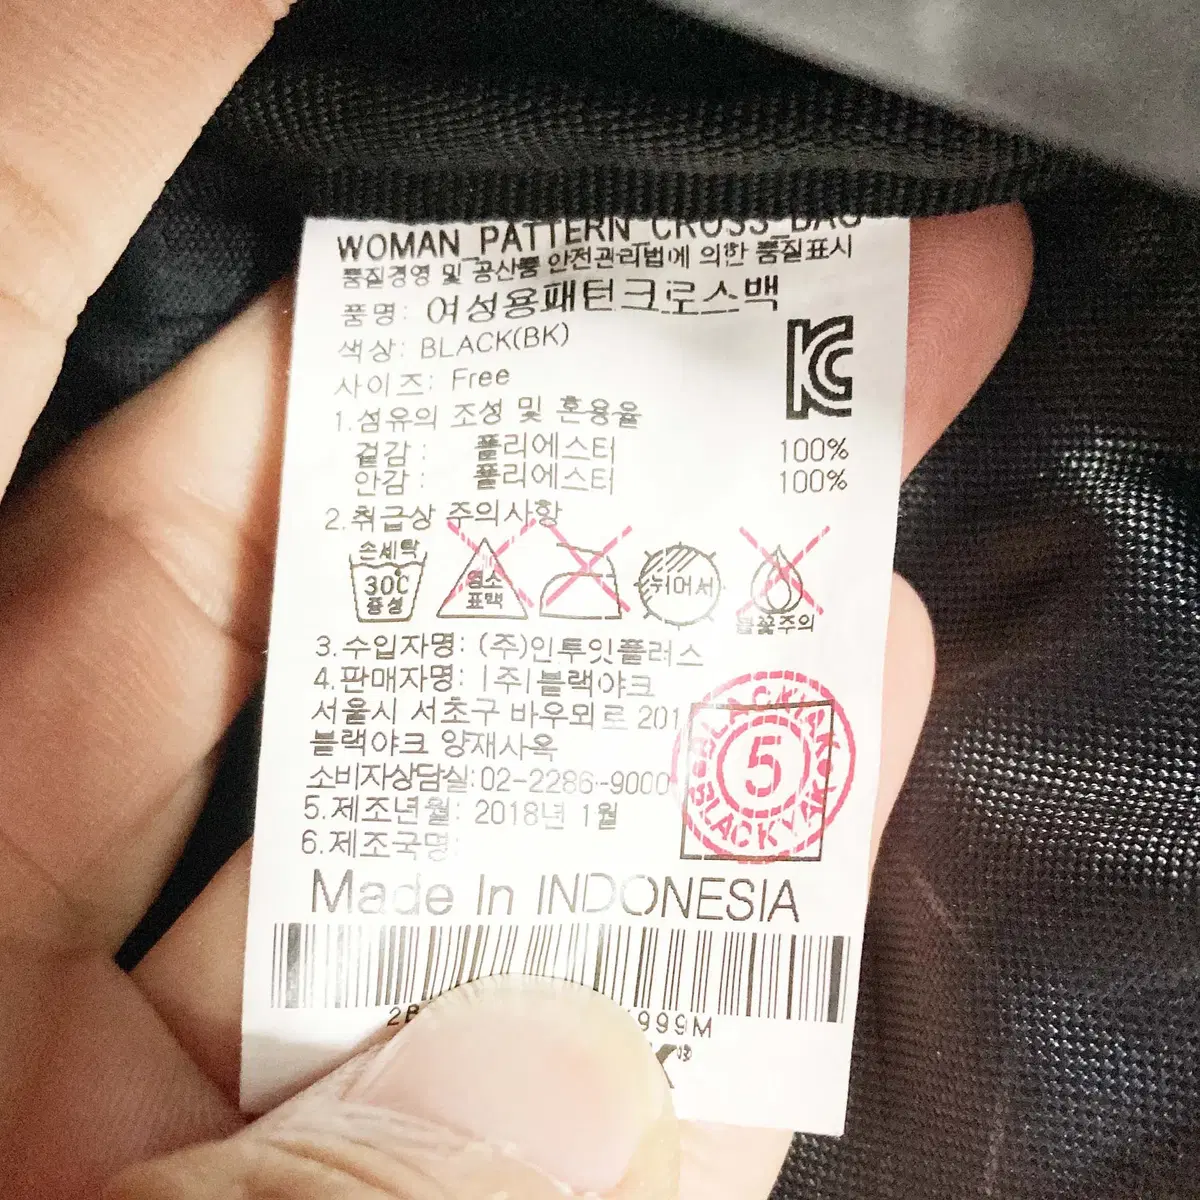 WOMAN_PATTERN_CROSS_BAG
품질경영 및 공산품 안전관리법에 의한 품질표시
품명: 여성용패턴크로스백
색상: BLACK(BK)
사이즈: Free
1.섬유의 조성 및 혼용율
겉감: 폴리에스터 100%
안감: 폴리에스터 100%
2.취급상 주의사항
손세탁
30℃
중성
염소
표백
뉘어서
불꽃주의
3.수입자명: (주)인투잇플러스
4.판매자명: (주)블랙야크
서울시 서초구 바우뫼로 201
블랙야크 양재사옥
소비자상담실:02-2286-9000
5.제조년월: 2018년 1월
6.제조국명:
BLACKYAK
5
BLACKYAK
Made In INDONESIA
999M